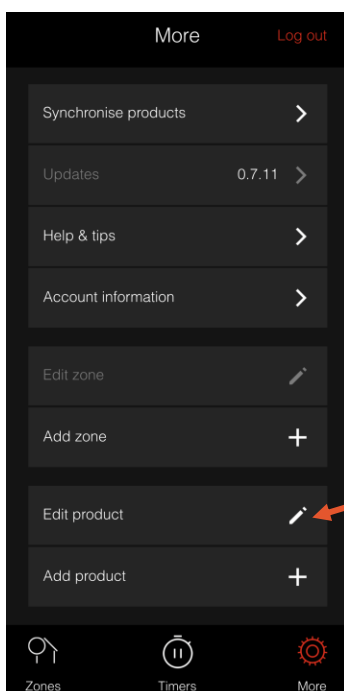 More Log out
Synchronise products
Updates 0.7.11
Help & tips
Account information
Edit zone
Add zone
Edit product
Add product
Zones Timers More